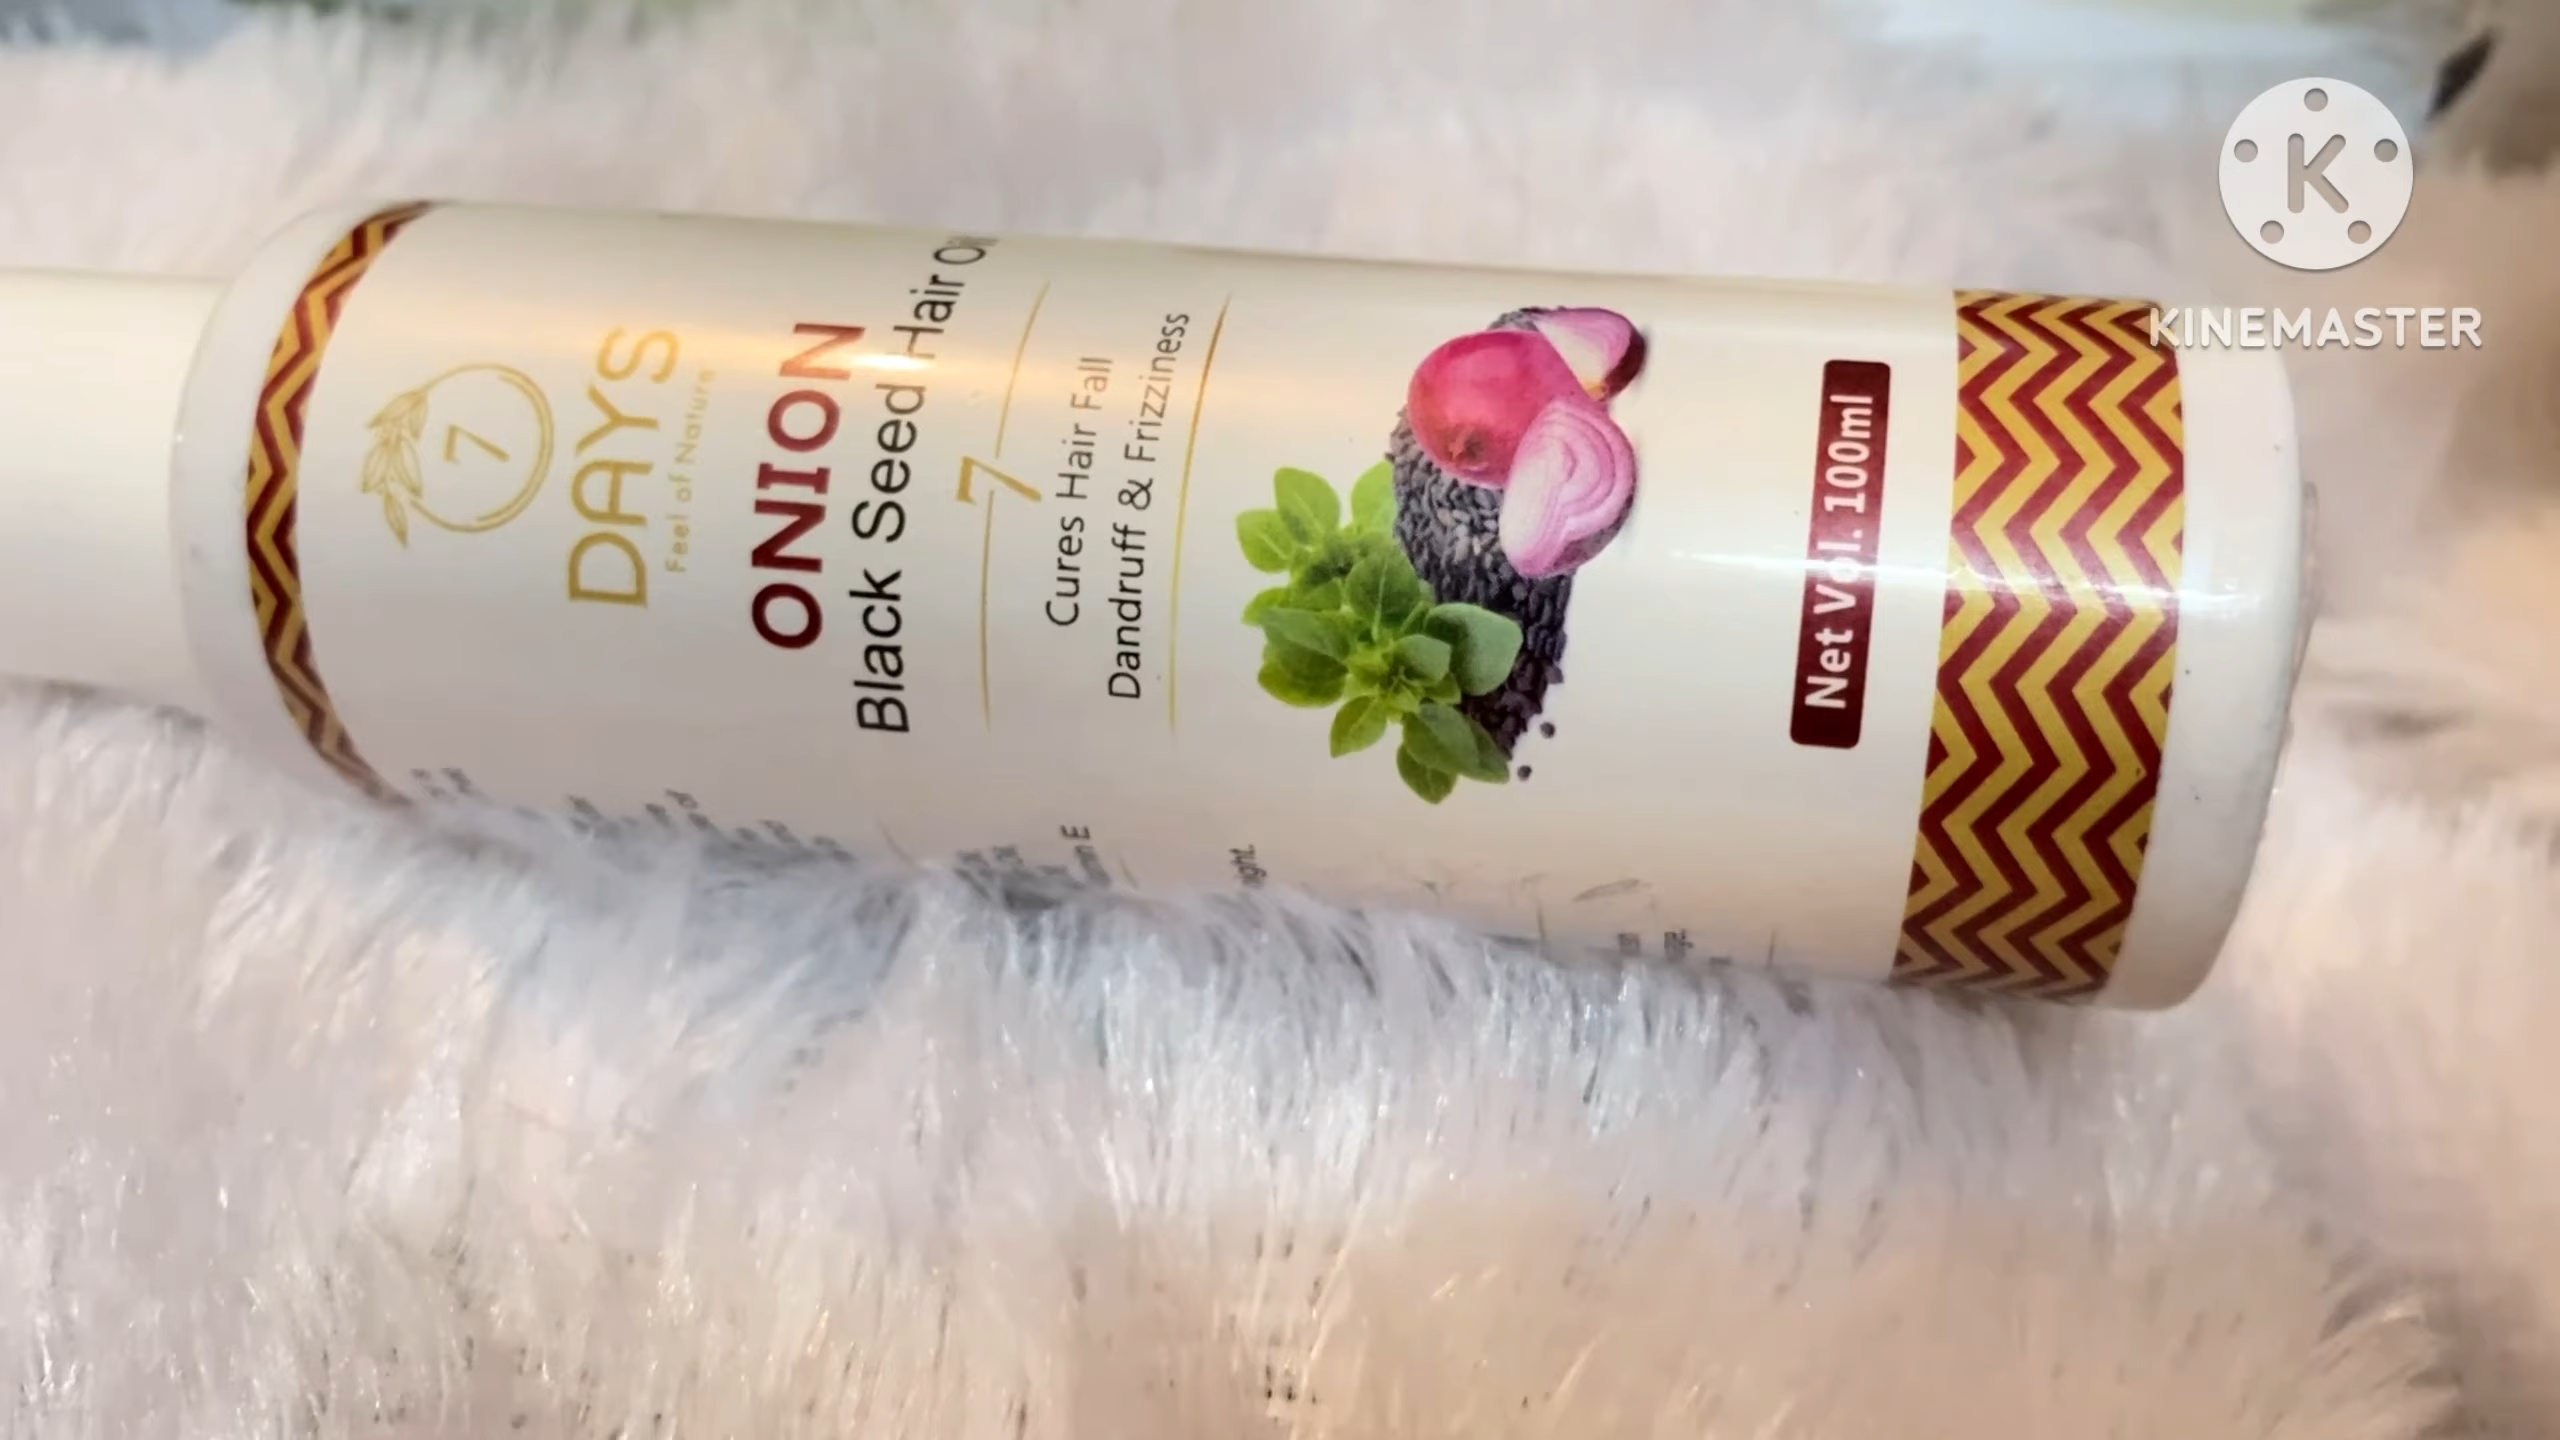 7
DAYS
Feel of Nature
ONION
Black Seed Hair Oil
7
Cures Hair Fall
Dandruff & Frizziness
Net Vol. 100ml
K
KINEMASTER